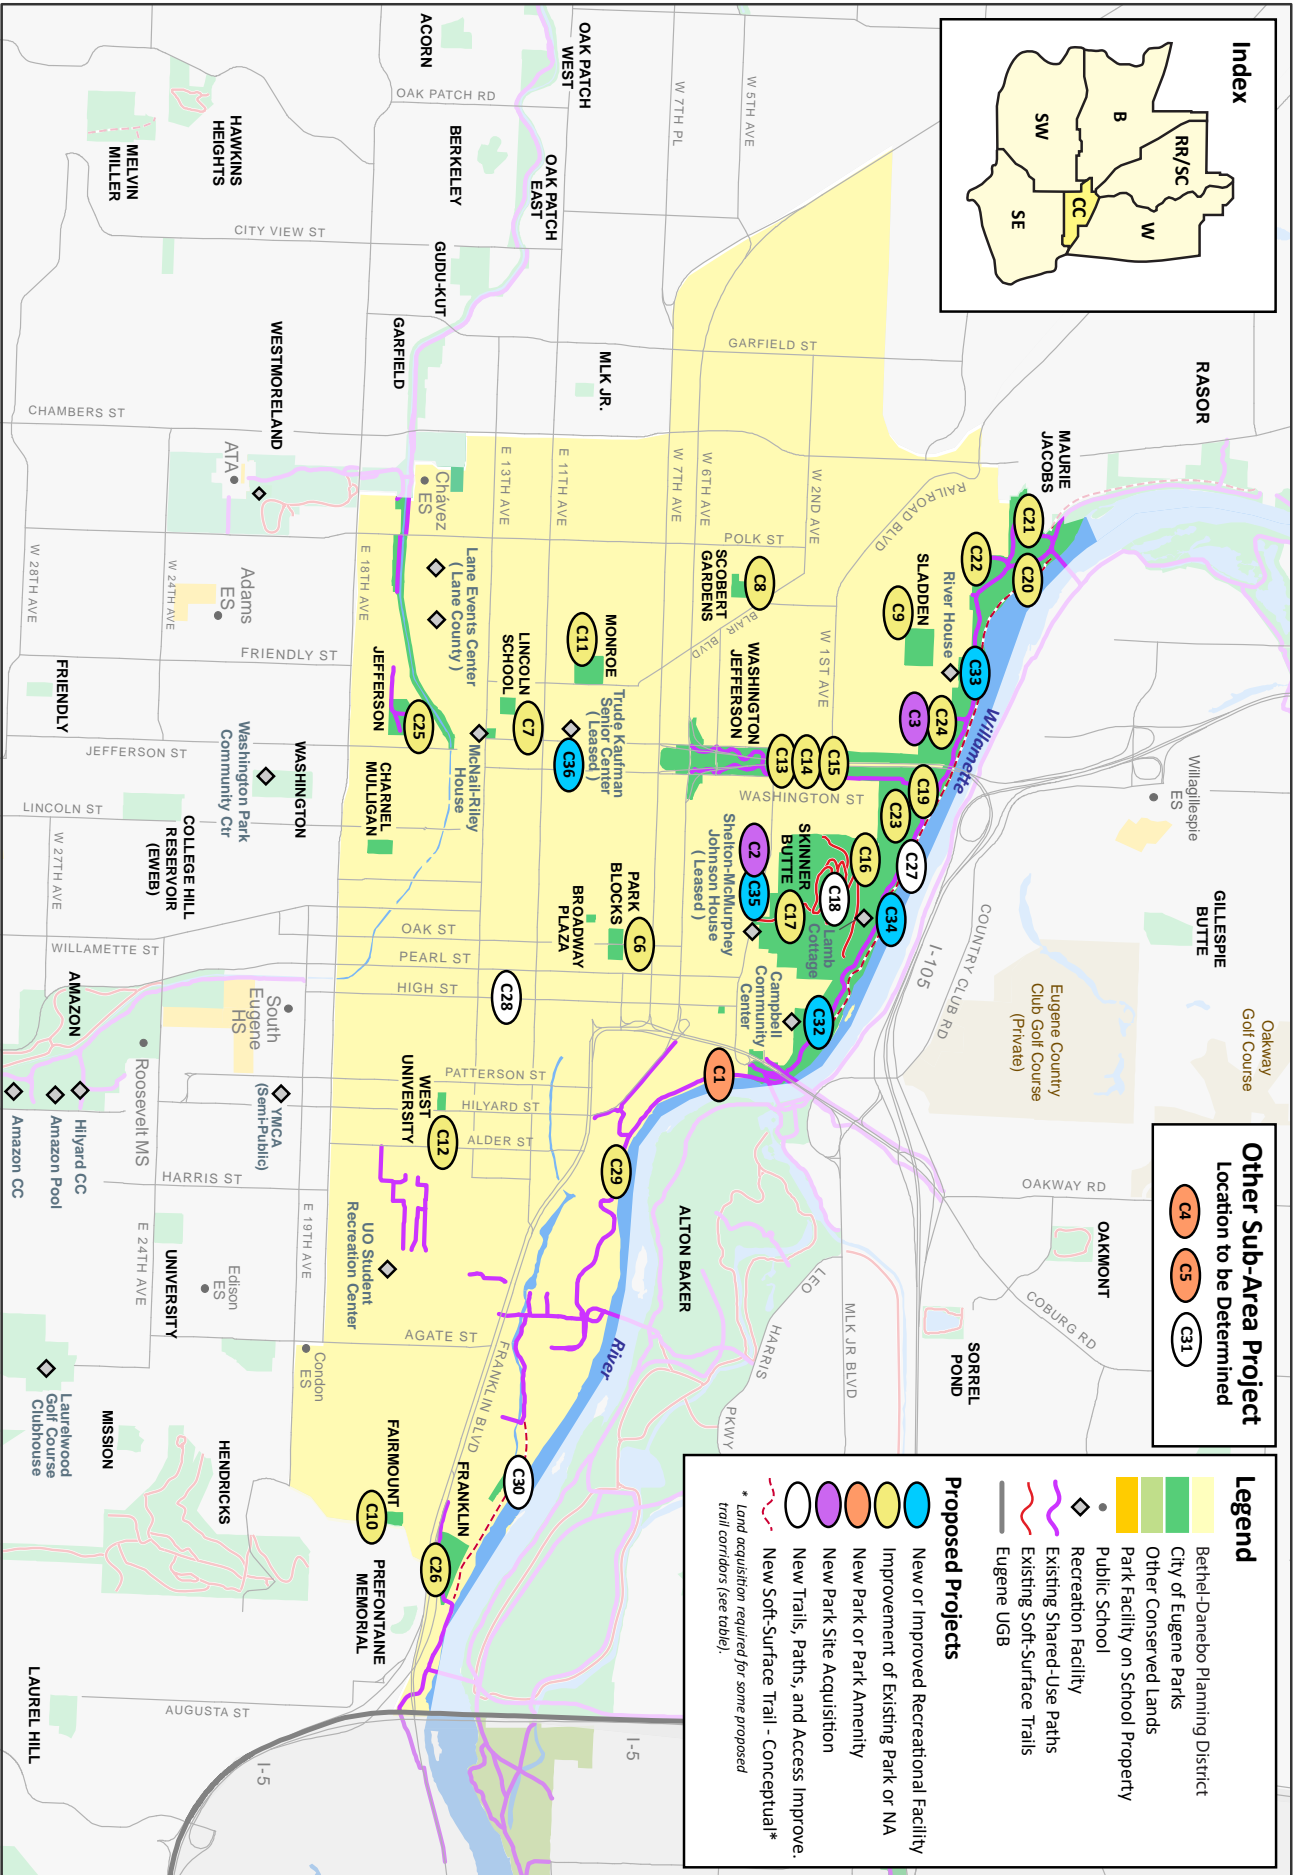 Index
B
RR/SC
W
SW
CC
SE
Other Sub-Area Project
Location to be Determined
C4
C5
C31
Legend
Bethel-Danebo Planning District
City of Eugene Parks
Other Conserved Lands
Park Facility on School Property
Public School
Recreation Facility
Existing Shared-Use Paths
Existing Soft-Surface Trails
Eugene UGB
Proposed Projects
New or Improved Recreational Facility
Improvement of Existing Park or NA
New Park or Park Amenity
New Park Site Acquisition
New Trails, Paths, and Access Improve.
New Soft-Surface Trail - Conceptual*
* Land acquisition required for some proposed
trail corridors (see table).
RASOR
MAURIE
JACOBS
C21
C20
C22
RAILROAD BLVD
SLADDEN
C9
River House
C33
C3
C24
Willamette
Willagillespie
ES
GILLESPIE
BUTTE
Oakway
Golf Course
Eugene Country
Club Golf Course
(Private)
COUNTRY CLUB RD
I-105
OAKWAY RD
OAKMONT
COBURG RD
SORREL
POND
MLK JR BLVD
LEO
HARRIS
PKWY
ALTON BAKER
River
OAK PATCH
WEST
ACORN
OAK PATCH RD
W 7TH PL
W 5TH AVE
BERKELEY
OAK PATCH
EAST
HAWKINS
HEIGHTS
MELVIN
MILLER
CITY VIEW ST
GUDU-KUT
GARFIELD
GARFIELD ST
MLK JR.
WESTMORELAND
CHAMBERS ST
ATA
Chávez
ES
E 13TH AVE
E 11TH AVE
W 7TH AVE
W 6TH AVE
W 2ND AVE
POLK ST
C8
SCOBERT
GARDENS
BLAIR BLVD
W 1ST AVE
Lane Events Center
( Lane County )
E 18TH AVE
W 28TH AVE
W 24TH AVE
Adams
ES
FRIENDLY ST
FRIENDLY
C11
MONROE
LINCOLN
SCHOOL
C7
JEFFERSON
C25
McNail-Riley
House
Trude Kaufman
Senior Center
( Leased )
C36
WASHINGTON
JEFFERSON
C13
C14
C15
C19
WASHINGTON ST
C23
C27
C16
C18
SKINNER
BUTTE
C17
C34
Lamb
Cottage
C2
C35
Shelton-McMurphey
Johnson House
( Leased )
JEFFERSON ST
Washington Park
Community Ctr
WASHINGTON
CHARNEL
MULLIGAN
LINCOLN ST
W 27TH AVE
COLLEGE HILL
RESERVOIR
(EWEB)
WILLAMETTE ST
OAK ST
PEARL ST
HIGH ST
BROADWAY
PLAZA
PARK
BLOCKS
C6
C28
Campbell
Community
Center
C32
C1
AMAZON
South
Eugene
HS
Roosevelt MS
YMCA
(Semi-Public)
Hilyard CC
Amazon Pool
Amazon CC
WEST
UNIVERSITY
C12
PATTERSON ST
HILYARD ST
ALDER ST
HARRIS ST
C29
E 19TH AVE
E 24TH AVE
UNIVERSITY
Edison
ES
UO Student
Recreation Center
AGATE ST
FRANKLIN BLVD
Condon
ES
Laurelwood
Golf Course
Clubhouse
MISSION
HENDRICKS
FAIRMOUNT
C10
FRANKLIN
C26
C30
PREFONTAINE
MEMORIAL
LAUREL HILL
AUGUSTA ST
I-5
I-5